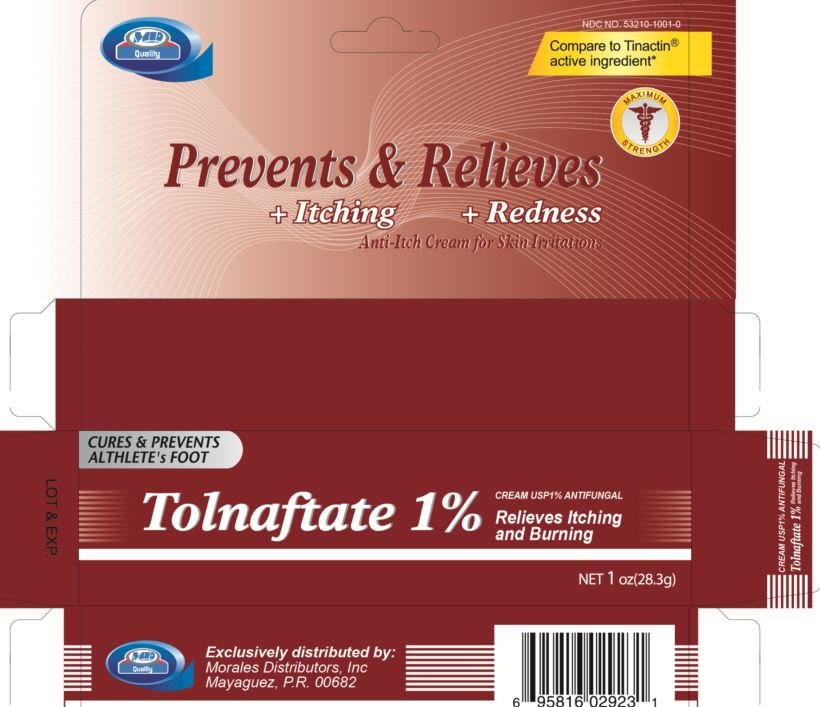 NDC NO. 53210-1001-0
Compare to Tinactin®
active ingredient*
MP
Quality
MAXIMUM
STRENGTH
Prevents & Relieves
+ Itching + Redness
Anti-Itch Cream for Skin Irritations
CURES & PREVENTS
ALTHLETE's FOOT
LOT & EXP.
Tolnaftate 1%
CREAM USP1% ANTIFUNGAL
Relieves Itching
and Burning
NET 1 oz(28.3g)
CREAM USP1% ANTIFUNGAL
Tolnaftate 1% Relieves Itching
and Burning
MP
Quality
Exclusively distributed by:
Morales Distributors, Inc
Mayaguez, P.R. 00682
6 95816 02923 1